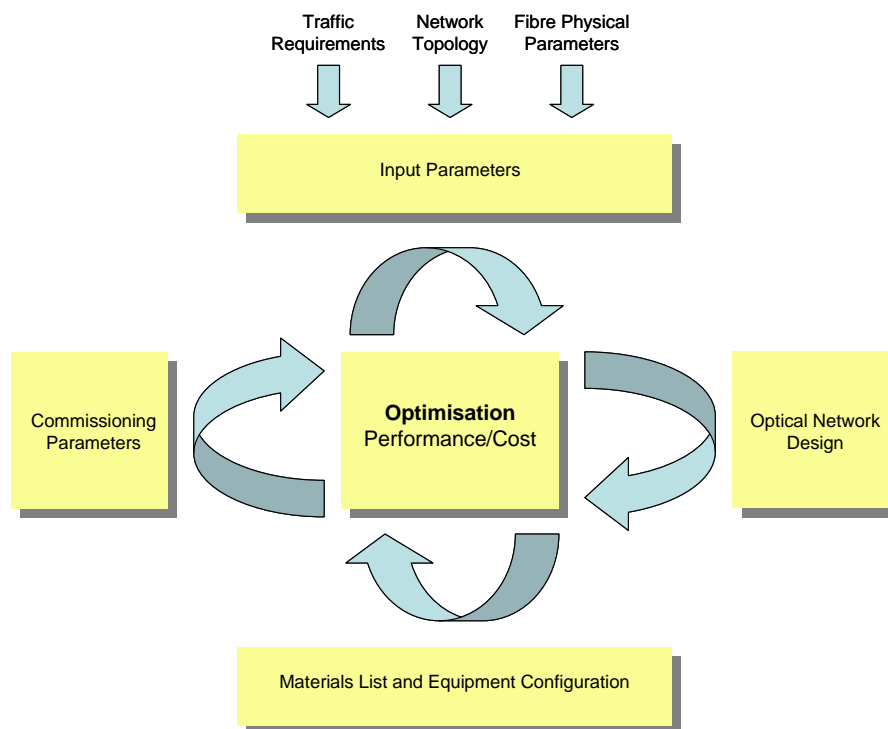 Traffic
Requirements
Network
Topology
Fibre Physical
Parameters
Input Parameters
Commissioning
Parameters
Optimisation
Performance/Cost
Optical Network
Design
Materials List and Equipment Configuration